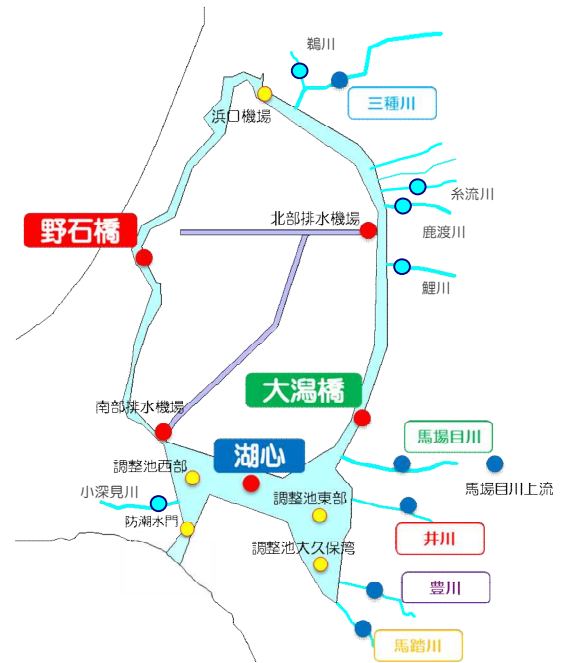 鵜川
三種川
浜口機場
糸流川
北部排水機場
野石橋
鹿渡川
鯉川
大潟橋
南部排水機場
馬場目川
湖心
調整池西部
馬場目川上流
小深見川
調整池東部
防潮水門
井川
調整池大久保湾
豊川
馬踏川